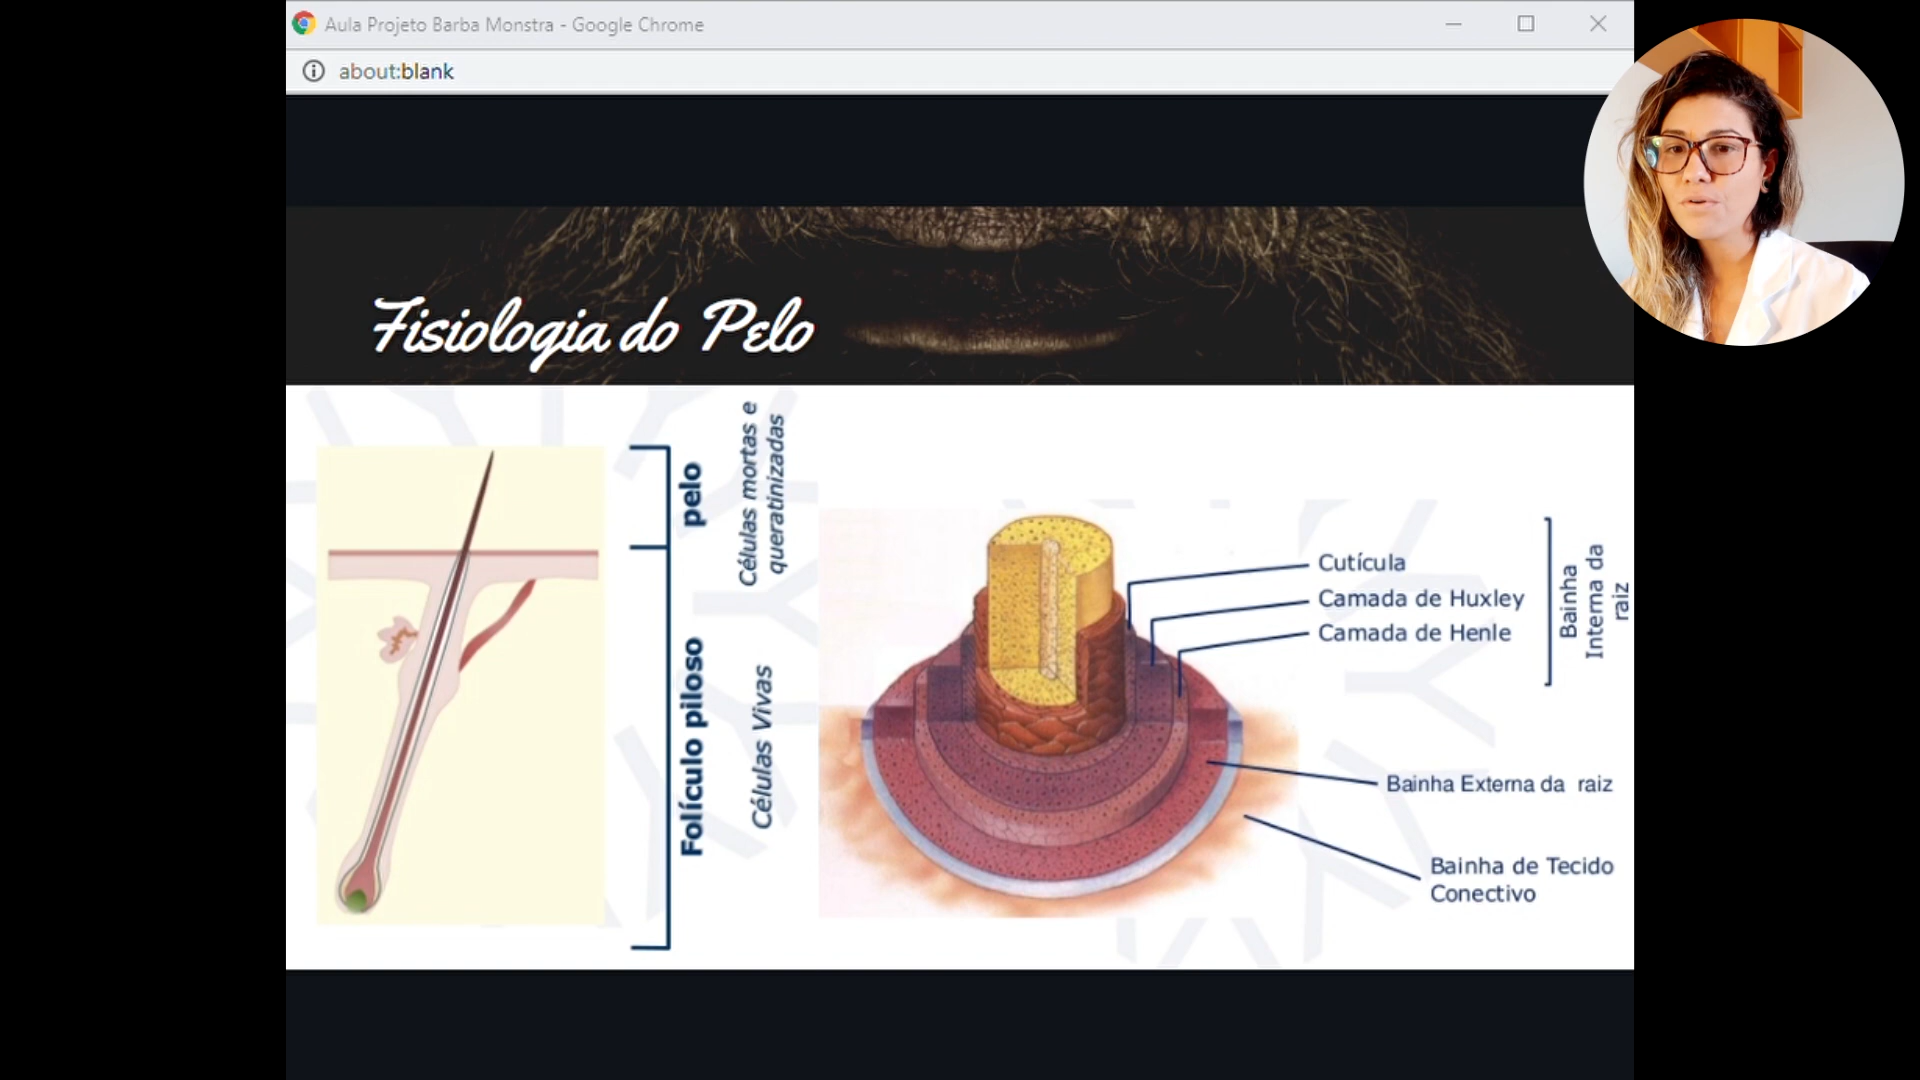 Aula Projeto Barba Monstra - Google Chrome
about:blank
Fisiologia do Pelo
pelo
Células mortas e
queratinizadas
Folículo piloso
Células Vivas
Cutícula
Camada de Huxley
Camada de Henle
Bainha
Interna da
raiz
Bainha Externa da raiz
Bainha de Tecido
Conectivo